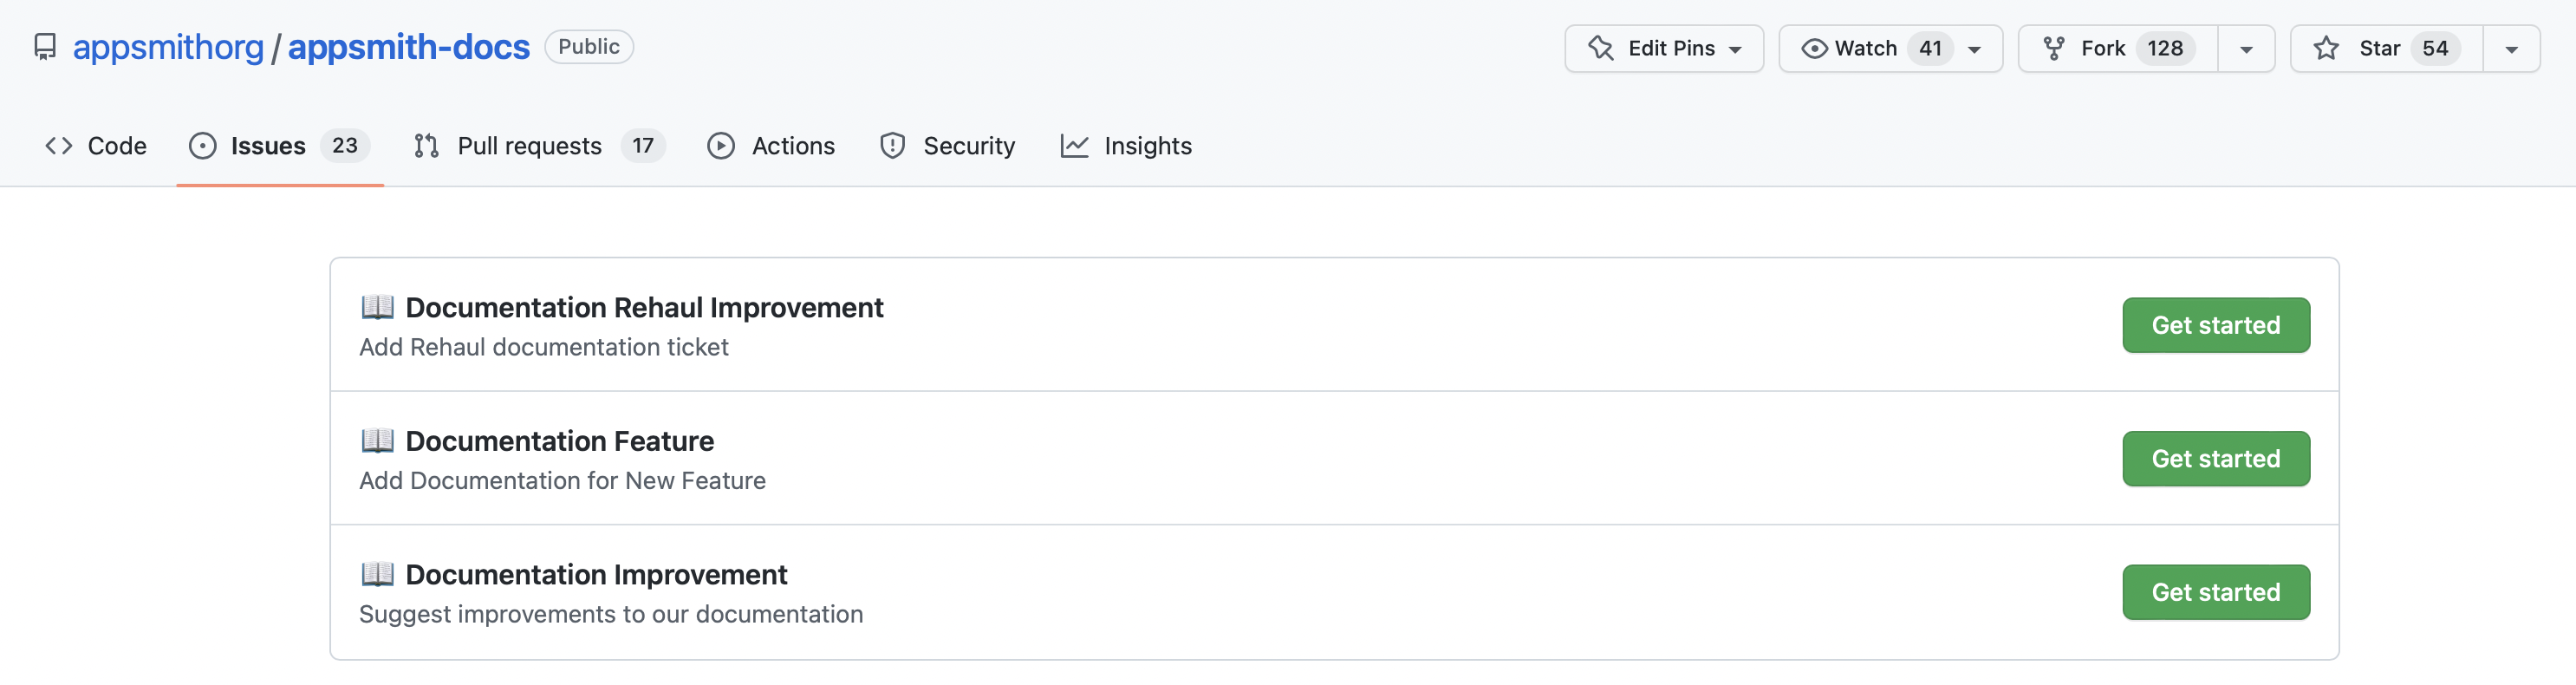 appsmithorg / appsmith-docs Public Edit Pins Watch 41 Fork 128 Star 54
Code Issues 23 Pull requests 17 Actions Security Insights
Documentation Rehaul Improvement
Add Rehaul documentation ticket
Get started
Documentation Feature
Add Documentation for New Feature
Get started
Documentation Improvement
Suggest improvements to our documentation
Get started